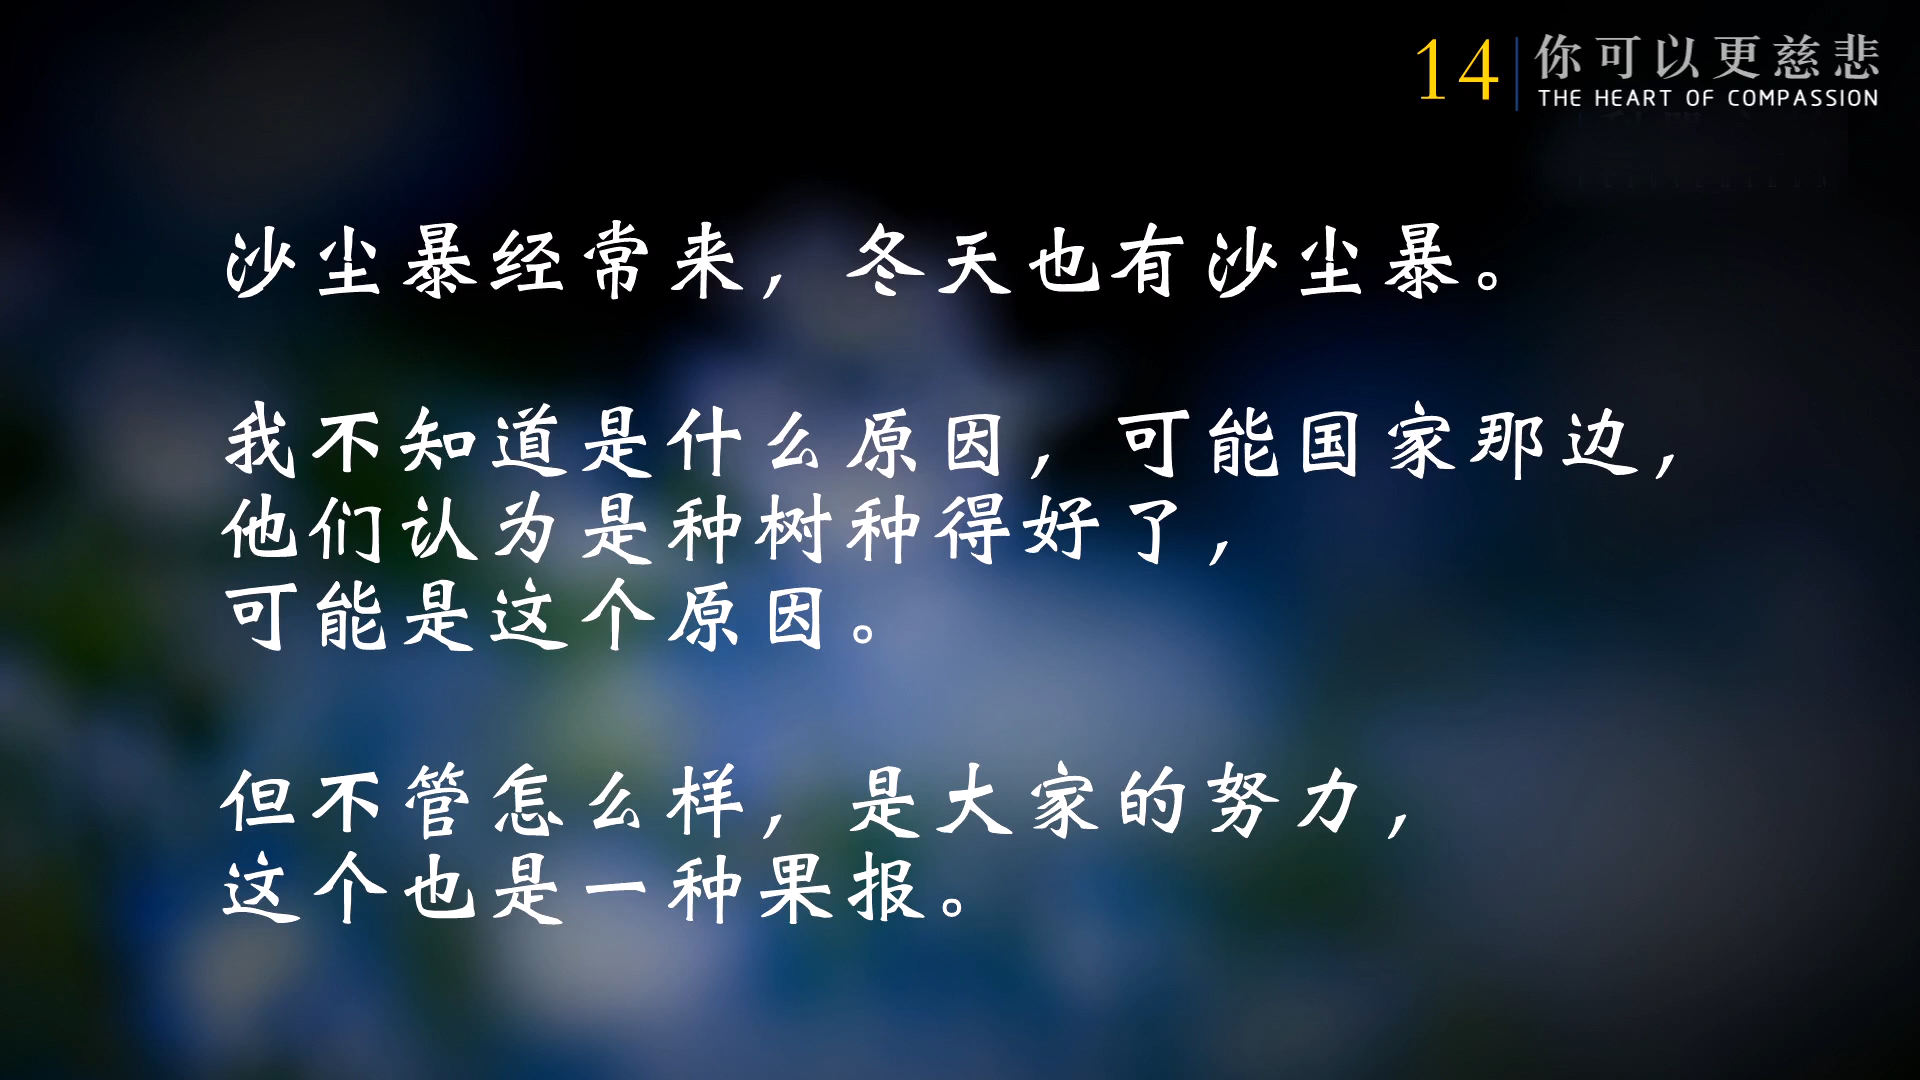 14
你可以更慈悲
THE HEART OF COMPASSION
沙尘暴经常来，冬天也有沙尘暴。
我不知道是什么原因，可能国家那边，
他们认为是种树种得好了，
可能是这个原因。
但不管怎么样，是大家的努力，
这个也是一种果报。